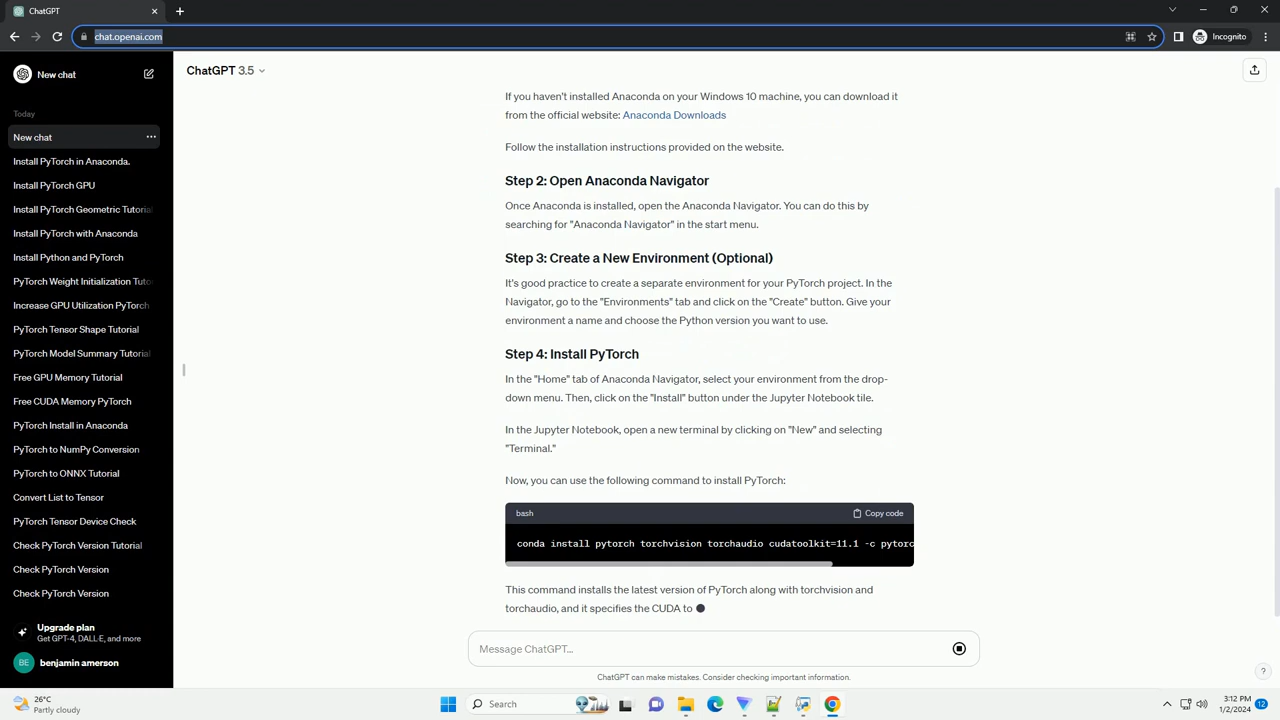 ChatGPT
chat.openai.com
Incognito
New chat
Today
New chat
Install PyTorch in Anaconda.
Install PyTorch GPU
Install PyTorch Geometric Tutorial
Install PyTorch with Anaconda
Install Python and PyTorch
PyTorch Weight Initialization Tuto
Increase GPU Utilization PyTorch
PyTorch Tensor Shape Tutorial
PyTorch Model Summary Tutorial
Free GPU Memory Tutorial
Free CUDA Memory PyTorch
PyTorch Install in Anaconda
PyTorch to NumPy Conversion
PyTorch to ONNX Tutorial
Convert List to Tensor
PyTorch Tensor Device Check
Check PyTorch Version Tutorial
Check PyTorch Version
Check PyTorch Version
Upgrade plan
Get GPT-4, DALL·E, and more
BE
benjamin amerson
ChatGPT 3.5
If you haven't installed Anaconda on your Windows 10 machine, you can download it
from the official website: Anaconda Downloads
Follow the installation instructions provided on the website.
Step 2: Open Anaconda Navigator
Once Anaconda is installed, open the Anaconda Navigator. You can do this by
searching for "Anaconda Navigator" in the start menu.
Step 3: Create a New Environment (Optional)
It's good practice to create a separate environment for your PyTorch project. In the
Navigator, go to the "Environments" tab and click on the "Create" button. Give your
environment a name and choose the Python version you want to use.
Step 4: Install PyTorch
In the "Home" tab of Anaconda Navigator, select your environment from the drop-
down menu. Then, click on the "Install" button under the Jupyter Notebook tile.
In the Jupyter Notebook, open a new terminal by clicking on "New" and selecting
"Terminal."
Now, you can use the following command to install PyTorch:
bash
Copy code
conda install pytorch torchvision torchaudio cudatoolkit=11.1 -c pytorc
This command installs the latest version of PyTorch along with torchvision and
torchaudio, and it specifies the CUDA to
Message ChatGPT...
ChatGPT can make mistakes. Consider checking important information.
?
26°C
Partly cloudy
Search
3:12 PM
1/2/2024
12